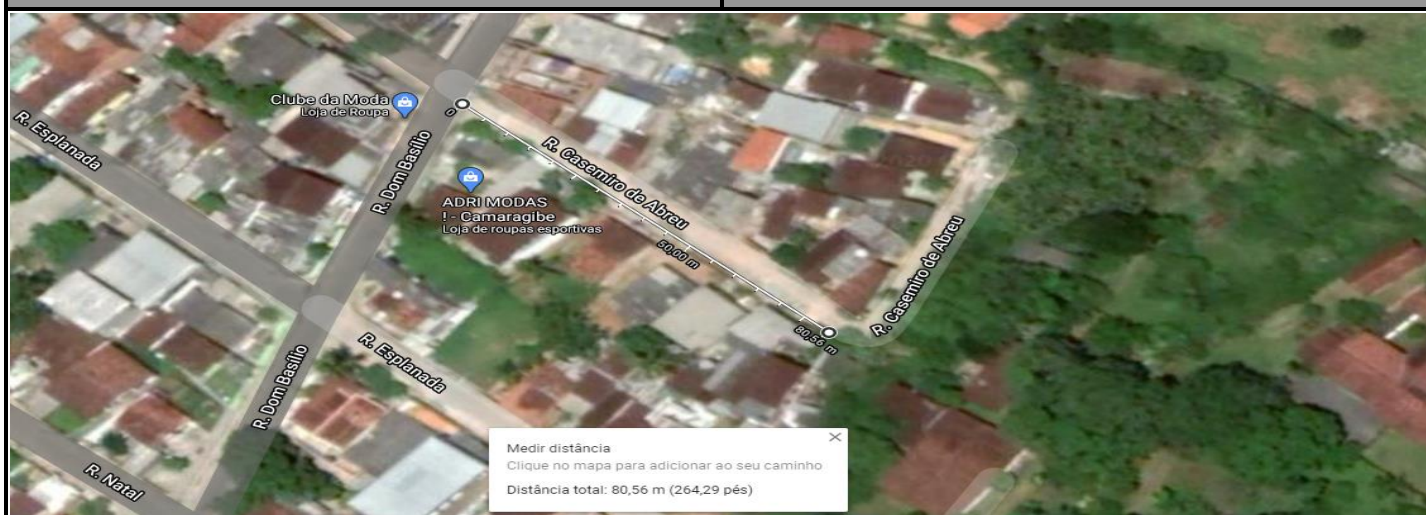 Clube da Moda
Loja de Roupa
0
R. Esplanada
R. Dom Basílio
R. Casemiro de Abreu
ADRI MODAS
! - Camaragibe
Loja de roupas esportivas
50,00 m
R. Casemiro de Abreu
80,56 m
R. Esplanada
R. Dom Basílio
R. Natal
Medir distância
Clique no mapa para adicionar ao seu caminho
Distância total: 80,56 m (264,29 pés)